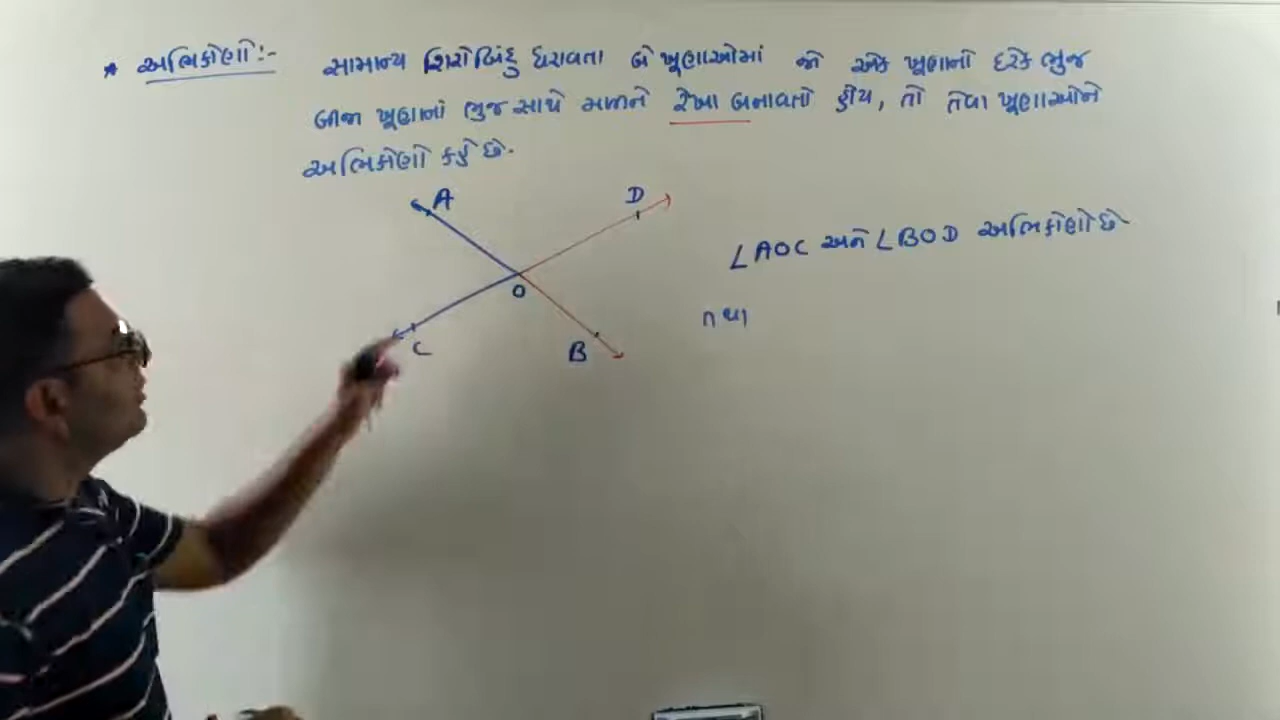 * અભિકોણો :- સામાન્ય શિરોબિંદુ ધરાવતા બે ખૂણાઓમાં જો એક ખૂણાનો દરેક ભુજ
બીજા ખૂણાનાં ભુજ સાથે મળીને રેખા બનાવતો હોય, તો તેવા ખૂણાઓને
અભિકોણો કહે છે.
A
D
∠AOC અને ∠BOD અભિકોણો છે
O
તથા
C
B